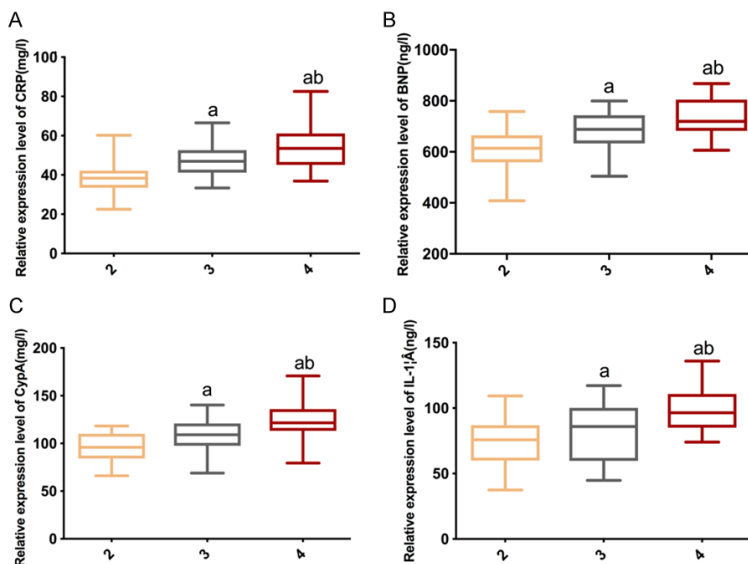 A
Relative expression level of CRP(mg/l)
100
80
60
40
20
0
a
ab
2
3
4
B
Relative expression level of BNP(ng/l)
1000
800
600
400
200
a
ab
2
3
4
C
Relative expression level of CypA(mg/l)
200
150
100
50
0
a
ab
2
3
4
D
Relative expression level of IL-1¦Â(ng/l)
150
100
50
0
a
ab
2
3
4